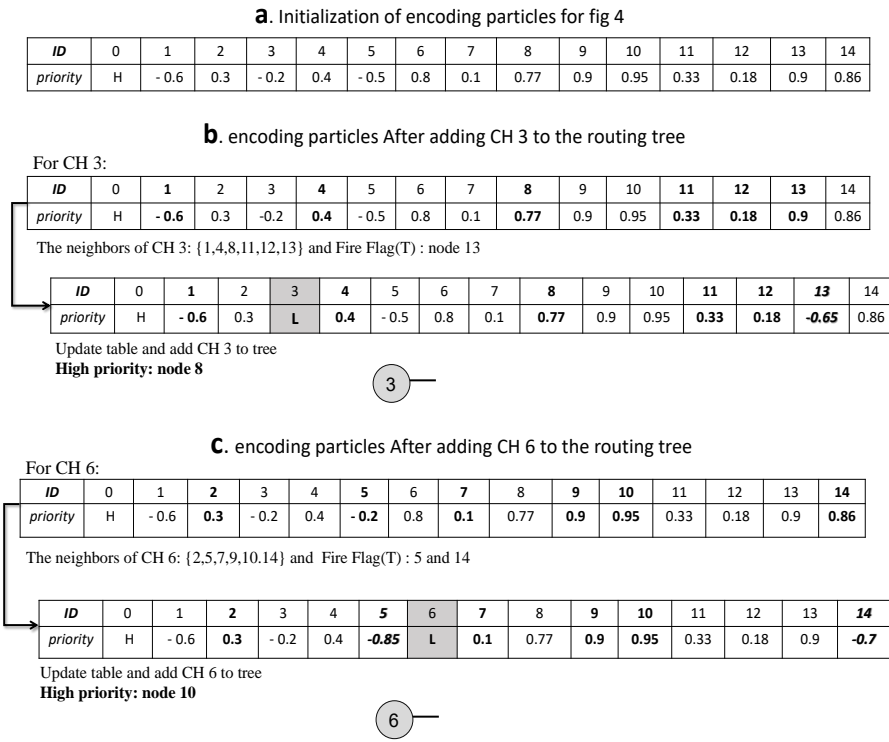 a. Initialization of encoding particles for fig 4
ID 0 1 2 3 4 5 6 7 8 9 10 11 12 13 14
priority H - 0.6 0.3 - 0.2 0.4 - 0.5 0.8 0.1 0.77 0.9 0.95 0.33 0.18 0.9 0.86
b. encoding particles After adding CH 3 to the routing tree
For CH 3:
ID 0 1 2 3 4 5 6 7 8 9 10 11 12 13 14
priority H - 0.6 0.3 -0.2 0.4 - 0.5 0.8 0.1 0.77 0.9 0.95 0.33 0.18 0.9 0.86
The neighbors of CH 3: {1,4,8,11,12,13} and Fire Flag(T) : node 13
ID 0 1 2 3 4 5 6 7 8 9 10 11 12 13 14
priority H - 0.6 0.3 L 0.4 - 0.5 0.8 0.1 0.77 0.9 0.95 0.33 0.18 -0.65 0.86
Update table and add CH 3 to tree
High priority: node 8
3
c. encoding particles After adding CH 6 to the routing tree
For CH 6:
ID 0 1 2 3 4 5 6 7 8 9 10 11 12 13 14
priority H - 0.6 0.3 - 0.2 0.4 - 0.2 0.8 0.1 0.77 0.9 0.95 0.33 0.18 0.9 0.86
The neighbors of CH 6: {2,5,7,9,10.14} and Fire Flag(T) : 5 and 14
ID 0 1 2 3 4 5 6 7 8 9 10 11 12 13 14
priority H - 0.6 0.3 - 0.2 0.4 -0.85 L 0.1 0.77 0.9 0.95 0.33 0.18 0.9 -0.7
Update table and add CH 6 to tree
High priority: node 10
6